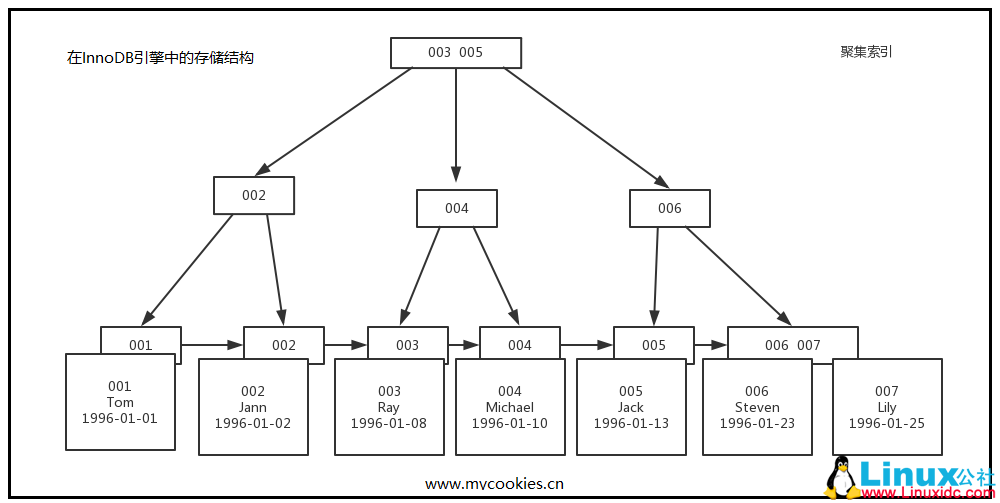 在InnoDB引擎中的存储结构
聚集索引
003 005
002
004
006
001
002
003
004
005
006 007
001
Tom
1996-01-01
002
Jann
1996-01-02
003
Ray
1996-01-08
004
Michael
1996-01-10
005
Jack
1996-01-13
006
Steven
1996-01-23
007
Lily
1996-01-25
www.mycookies.cn
Linux公社
www.Linuxidc.com